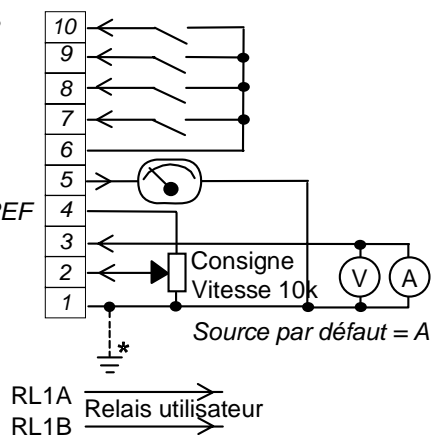 10
9
8
7
6
5
4
3
2
1
Consigne
Vitesse 10k
V
A
*
Source par défaut = A
RL1A
Relais utilisateur
RL1B